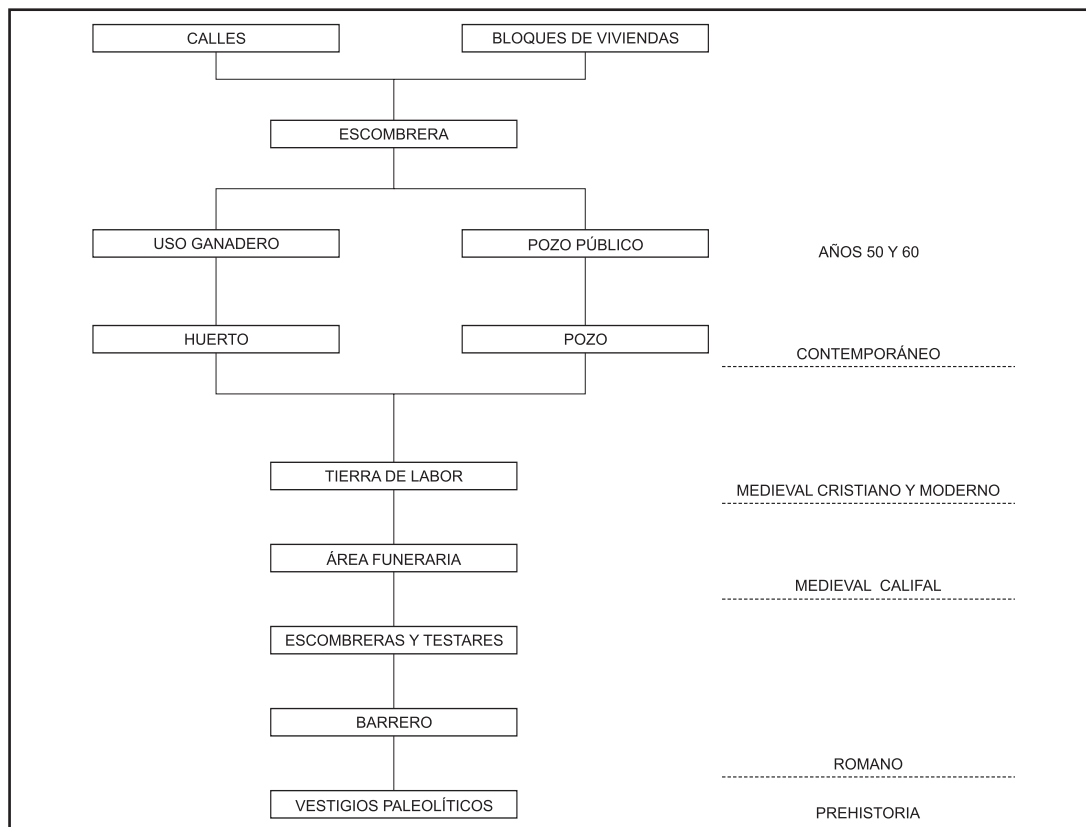 CALLES
BLOQUES DE VIVIENDAS
ESCOMBRERA
USO GANADERO
POZO PÚBLICO
AÑOS 50 Y 60
HUERTO
POZO
CONTEMPORÁNEO
TIERRA DE LABOR
MEDIEVAL CRISTIANO Y MODERNO
ÁREA FUNERARIA
MEDIEVAL CALIFAL
ESCOMBRERAS Y TESTARES
BARRERO
ROMANO
VESTIGIOS PALEOLÍTICOS
PREHISTORIA